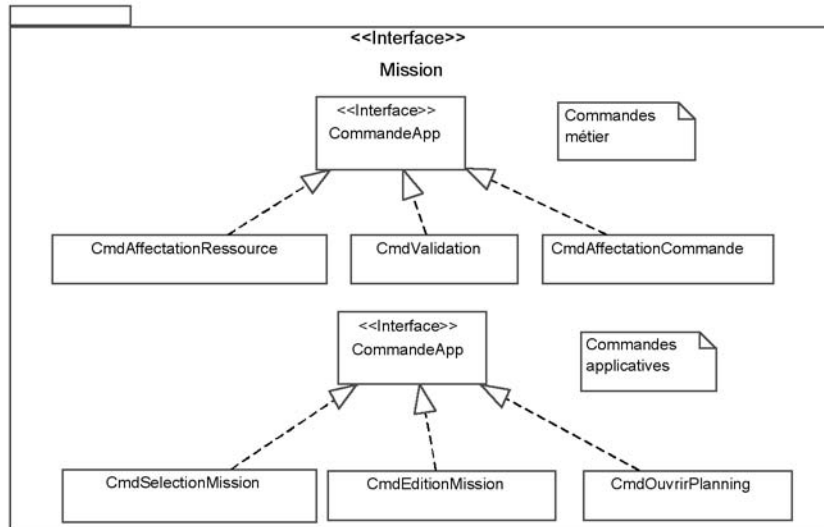 <<Interface>>
Mission
<<Interface>>
CommandeApp
Commandes
métier
CmdAffectationRessource
CmdValidation
CmdAffectationCommande
<<Interface>>
CommandeApp
Commandes
applicatives
CmdSelectionMission
CmdEditionMission
CmdOuvrirPlanning